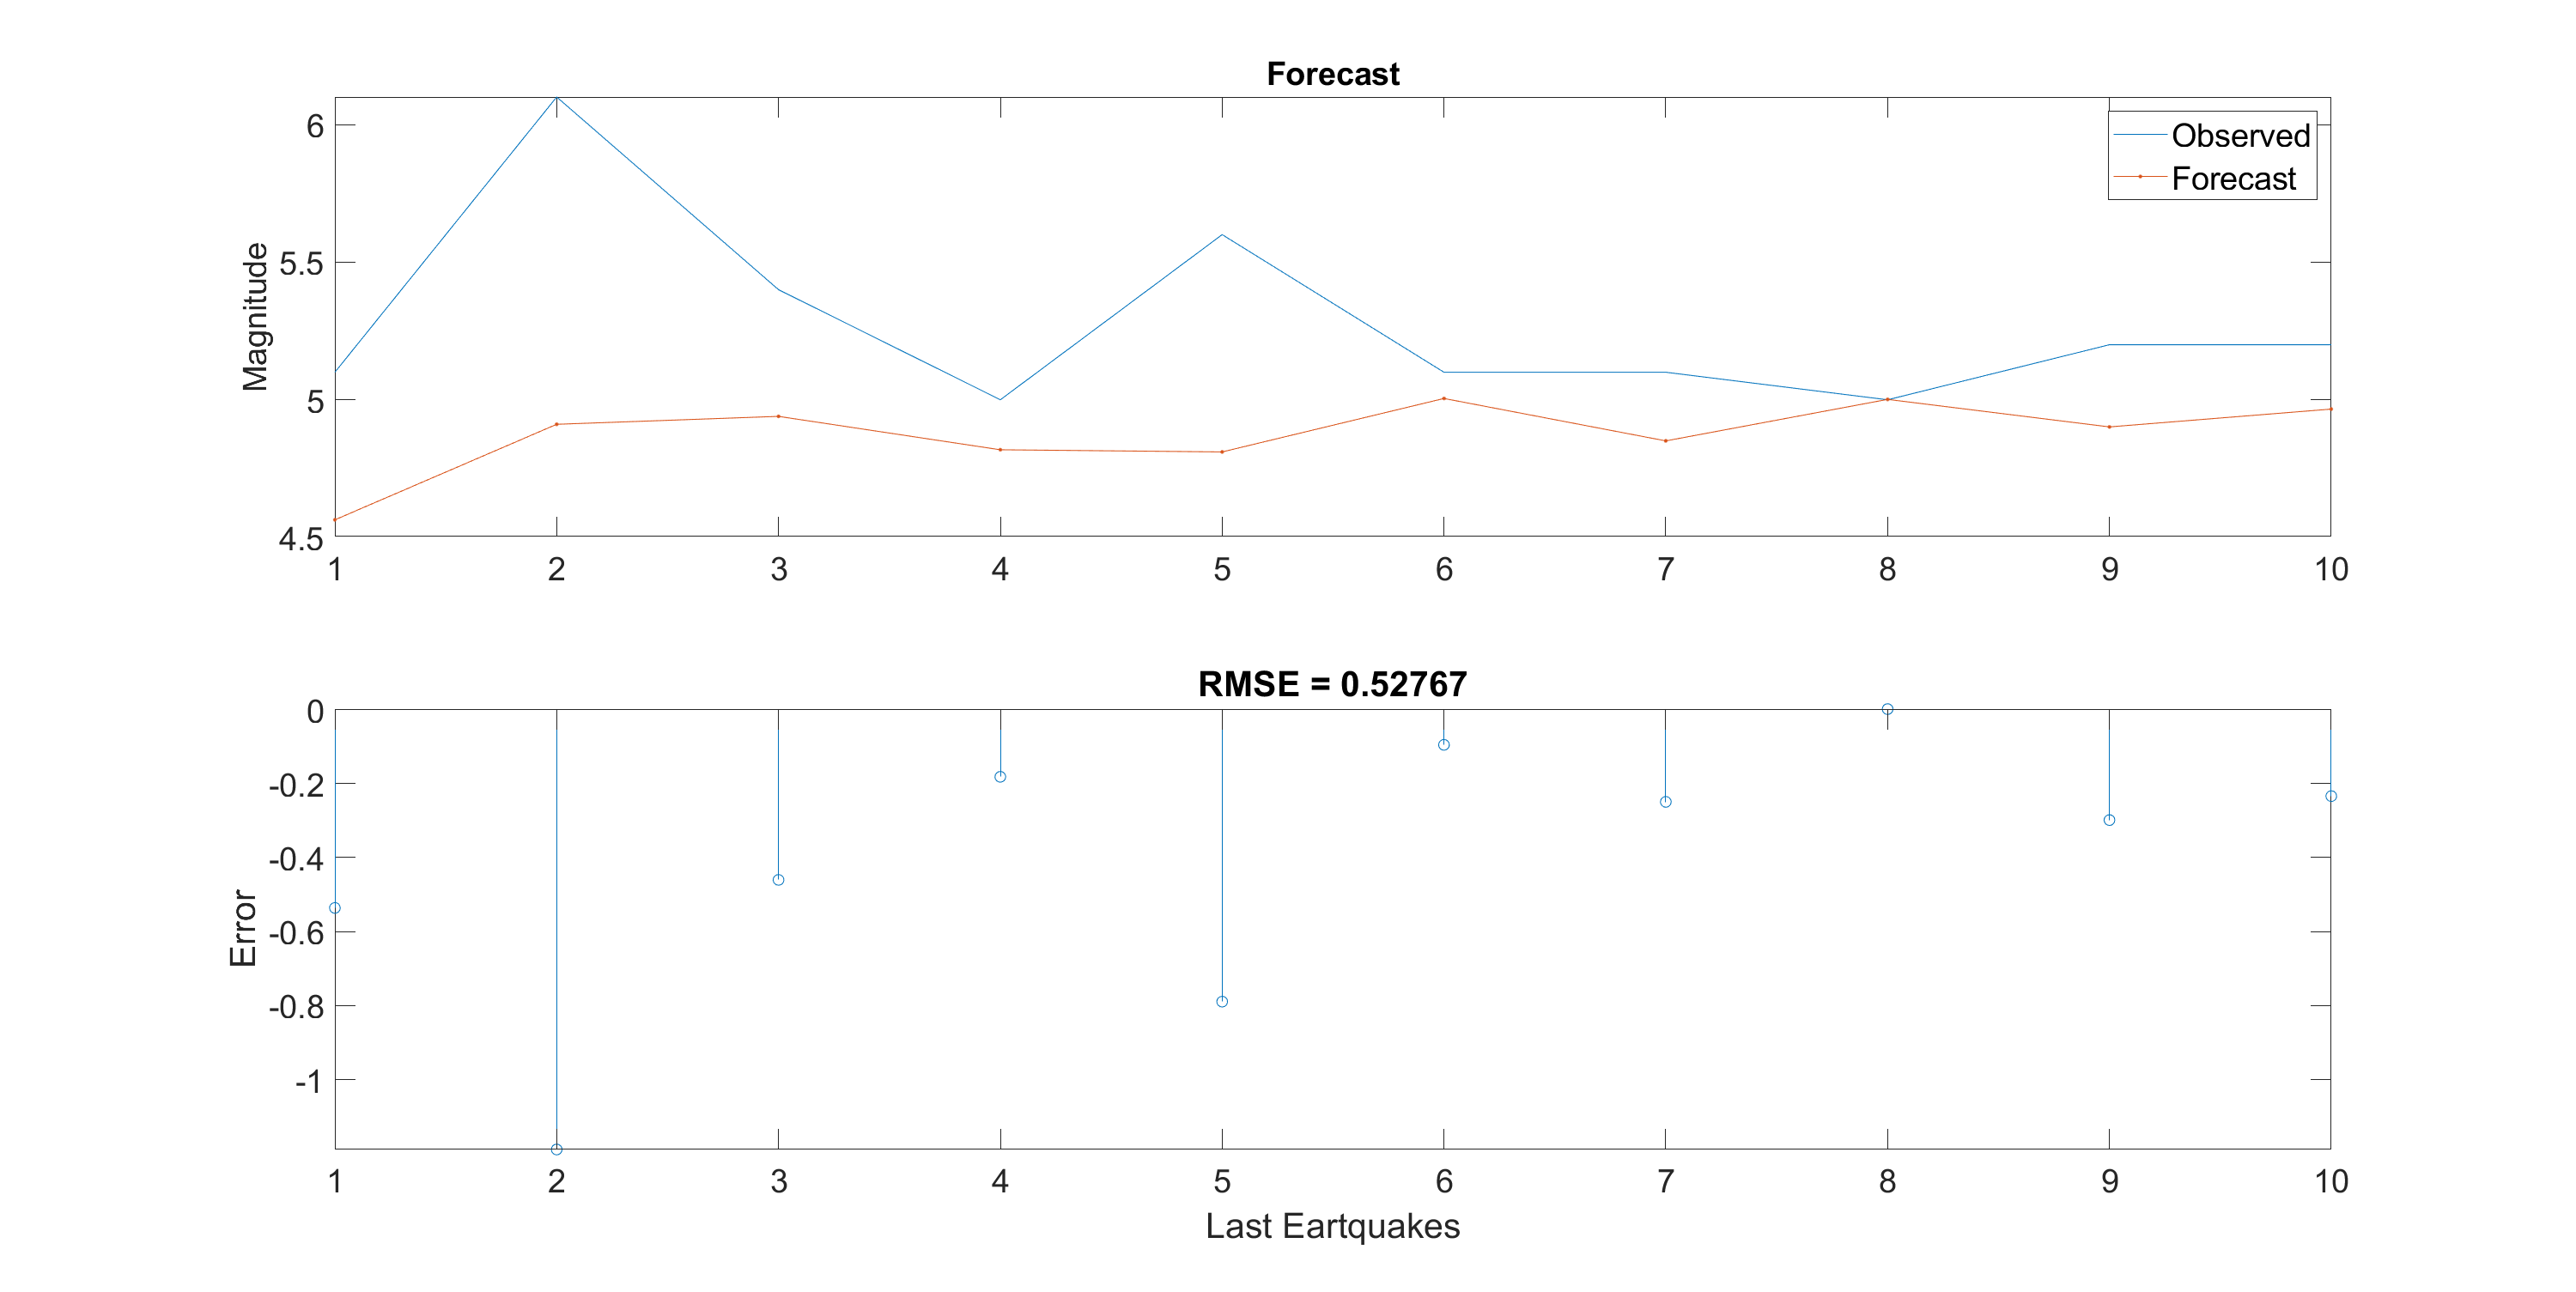 Forecast
6
5.5
5
4.5
Magnitude
Observed
Forecast
1 2 3 4 5 6 7 8 9 10
RMSE = 0.52767
0
-0.2
-0.4
-0.6
-0.8
-1
Error
1 2 3 4 5 6 7 8 9 10
Last Eartquakes